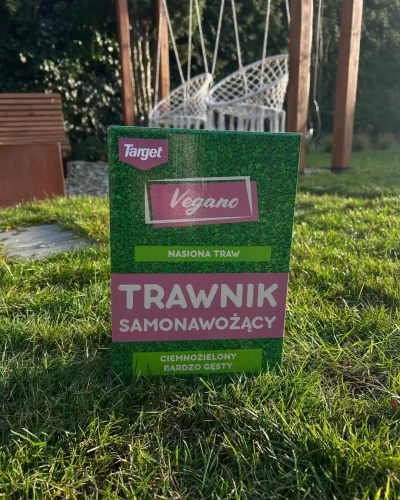 Target
Vegano
NASIONA TRAW
TRAWNIK
SAMONAWOŻĄCY
CIEMNOZIELONY
BARDZO GĘSTY